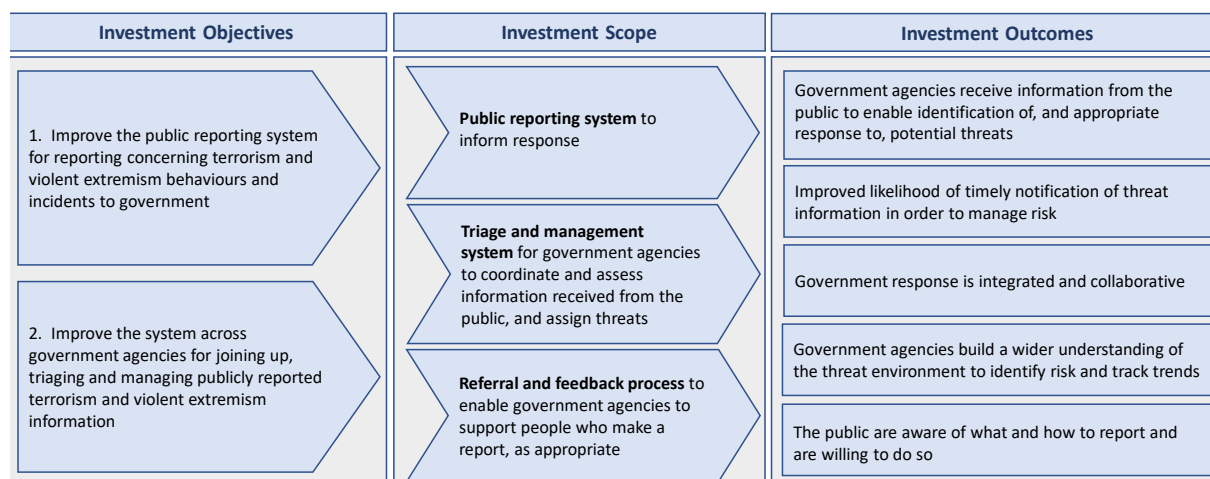 Investment Objectives
1. Improve the public reporting system
for reporting concerning terrorism and
violent extremism behaviours and
incidents to government
2. Improve the system across
government agencies for joining up,
triaging and managing publicly reported
terrorism and violent extremism
information
Investment Scope
Public reporting system to
inform response
Triage and management
system for government agencies
to coordinate and assess
information received from the
public, and assign threats
Referral and feedback process to
enable government agencies to
support people who make a
report, as appropriate
Investment Outcomes
Government agencies receive information from the
public to enable identification of, and appropriate
response to, potential threats
Improved likelihood of timely notification of threat
information in order to manage risk
Government response is integrated and collaborative
Government agencies build a wider understanding of
the threat environment to identify risk and track trends
The public are aware of what and how to report and
are willing to do so